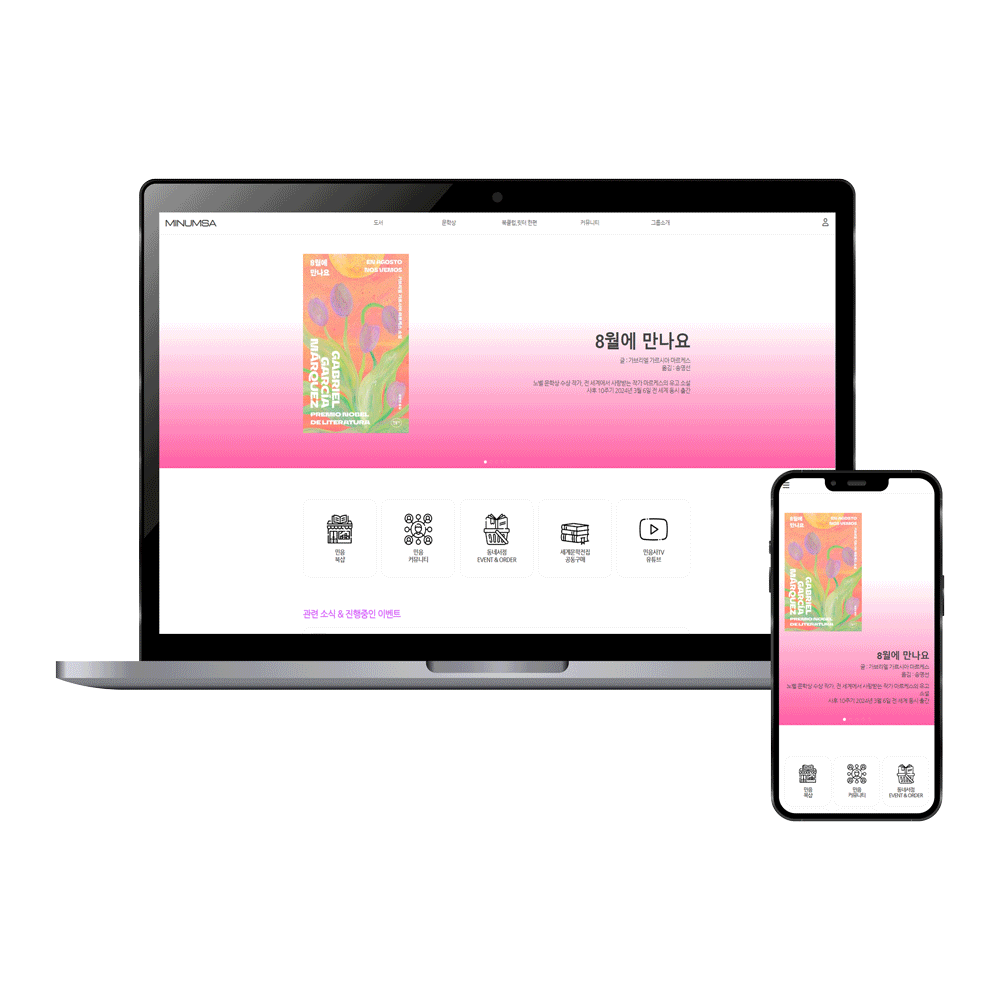 MINUMSA
도서
문학상
북클럽,릿터 한편
커뮤니티
그룹소개
8월에
만나요
EN AGOSTO
NOS VEMOS
GABRIEL
GARCÍA
MÁRQUEZ
PREMIO NOBEL
DE LITERATURA
8월에 만나요
글 : 가브리엘 가르시아 마르케스
옮김 : 송병선
노벨 문학상 수상 작가, 전 세계에서 사랑받는 작가 마르케스의 유고 소설
사후 10주기 2024년 3월 6일 전 세계 동시 출간
민음
북샵
민음
커뮤니티
동네서점
EVENT & ORDER
세계문학전집
공동구매
민음사TV
유튜브
관련 소식 & 진행중인 이벤트
8월에
만나요
EN AGOSTO
NOS VEMOS
GABRIEL
GARCÍA
MÁRQUEZ
PREMIO NOBEL
DE LITERATURA
8월에 만나요
글 : 가브리엘 가르시아 마르케스
옮김 : 송병선
노벨 문학상 수상 작가, 전 세계에서 사랑받는 작가 마르케스의 유고
소설
사후 10주기 2024년 3월 6일 전 세계 동시 출간
민음
북샵
민음
커뮤니티
동네서점
EVENT & ORDER